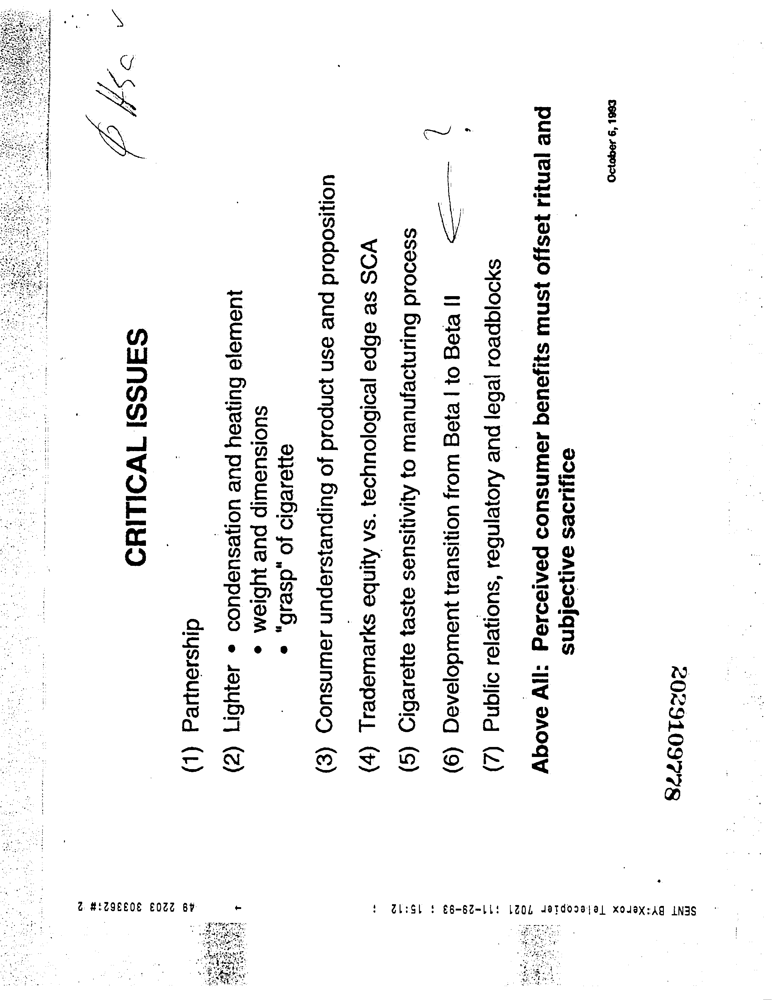 CRITICAL ISSUES
(1) Partnership
(2) Lighter • condensation and heating element
• weight and dimensions
• "grasp" of cigarette
(3) Consumer understanding of product use and proposition
(4) Trademarks equity vs. technological edge as SCA
(5) Cigarette taste sensitivity to manufacturing process
(6) Development transition from Beta I to Beta II ← ?
(7) Public relations, regulatory and legal roadblocks
Above All: Perceived consumer benefits must offset ritual and
subjective sacrifice
October 6, 1993
2029109778
SENT BY:Xerox Telecopier 7021 ;11-29-93 ; 15:12 ; 49 2203 303362:# 2